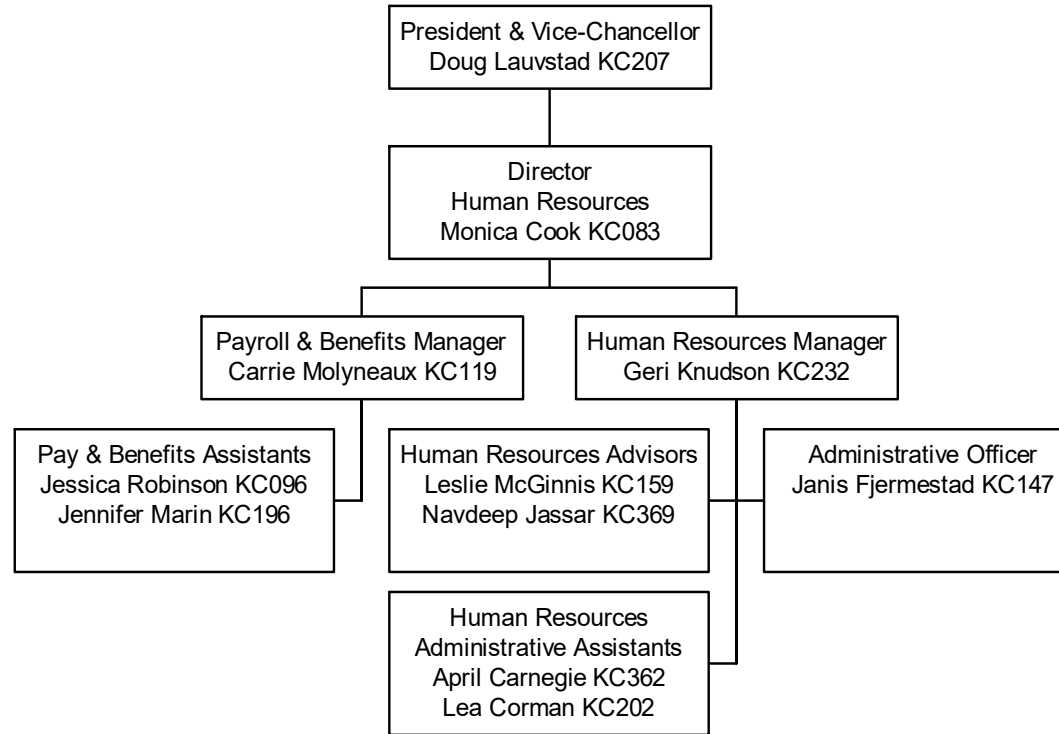 President & Vice-Chancellor
Doug Lauvstad KC207
Director
Human Resources
Monica Cook KC083
Payroll & Benefits Manager
Carrie Molyneaux KC119
Human Resources Manager
Geri Knudson KC232
Pay & Benefits Assistants
Jessica Robinson KC096
Jennifer Marin KC196
Human Resources Advisors
Leslie McGinnis KC159
Navdeep Jassar KC369
Administrative Officer
Janis Fjermestad KC147
Human Resources
Administrative Assistants
April Carnegie KC362
Lea Corman KC202